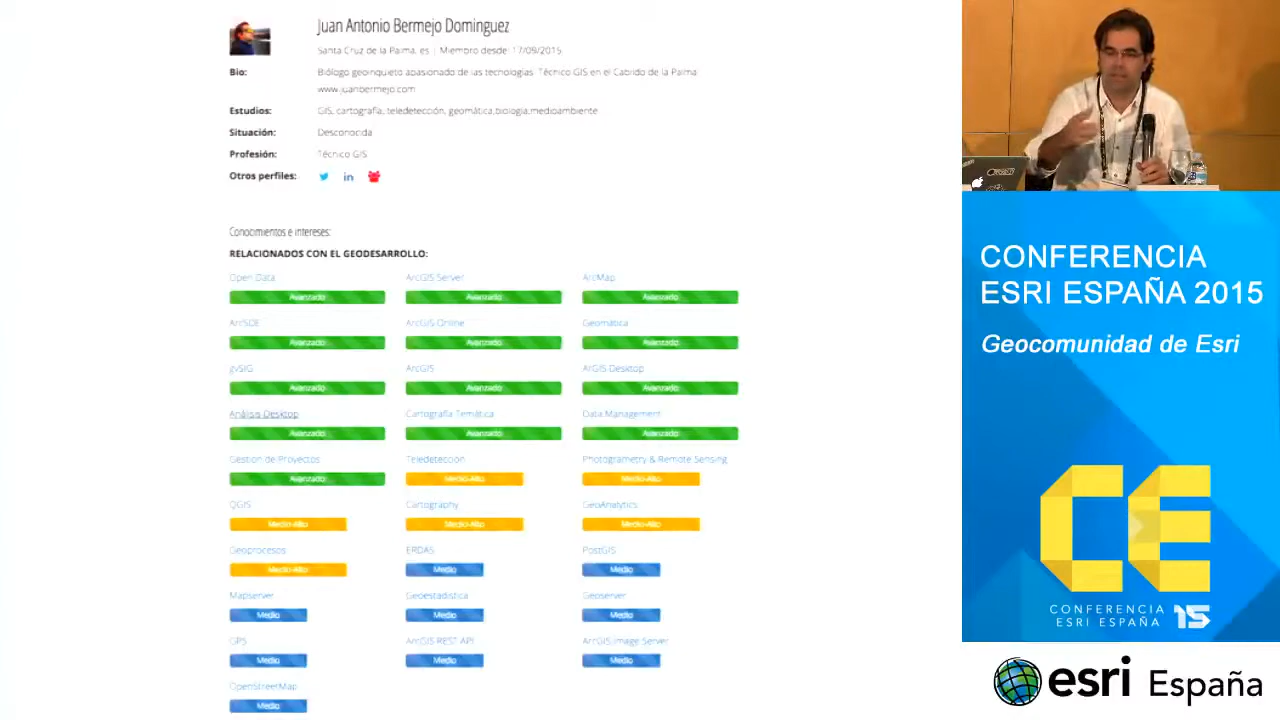 Juan Antonio Bermejo Dominguez
Santa Cruz de la Palma, es | Miembro desde: 17/09/2015
Bio: Biólogo geoinquieto apasionado de las tecnologías. Técnico GIS en el Cabildo de la Palma
www.juanbermejo.com
Estudios: GIS, cartografía, teledetección, geomática,biologia,medioambiente
Situación: Desconocida
Profesión: Técnico GIS
Otros perfiles:
Conocimientos e intereses:
RELACIONADOS CON EL GEODESARROLLO:
Open Data ArcGIS Server ArcMap
Avanzado Avanzado Avanzado
ArcSDE ArcGIS Online Geomática
Avanzado Avanzado Avanzado
gvSIG ArcGIS ArGIS Desktop
Avanzado Avanzado Avanzado
Análisis Desktop Cartografía Temática Data Management
Avanzado Avanzado Avanzado
Gestion de Proyectos Teledetección Photogrametry & Remote Sensing
Avanzado Medio-Alto Medio-Alto
QGIS Cartography GeoAnalytics
Medio-Alto Medio-Alto Medio-Alto
Geoprocesos ERDAS PostGIS
Medio-Alto Medio Medio
Mapserver Geoestadística Geoserver
Medio Medio Medio
GPS ArcGIS REST API ArcGIS Image Server
Medio Medio Medio
OpenStreetMap
Medio
CONFERENCIA
ESRI ESPAÑA 2015
Geocomunidad de Esri
CE
CONFERENCIA
ESRI ESPAÑA 15
esri España